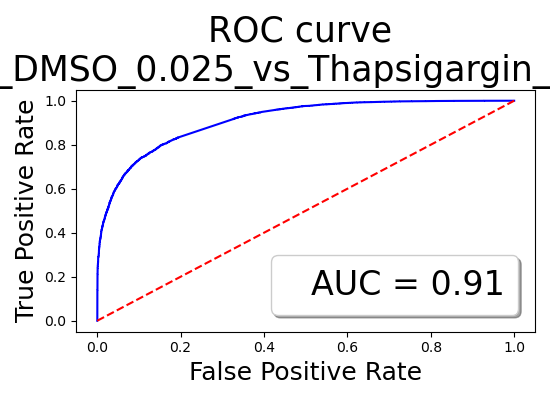 ROC curve
_DMSO_0.025_vs_Thapsigargin_
True Positive Rate
1.0
0.8
0.6
0.4
0.2
0.0
AUC = 0.91
0.0 0.2 0.4 0.6 0.8 1.0
False Positive Rate